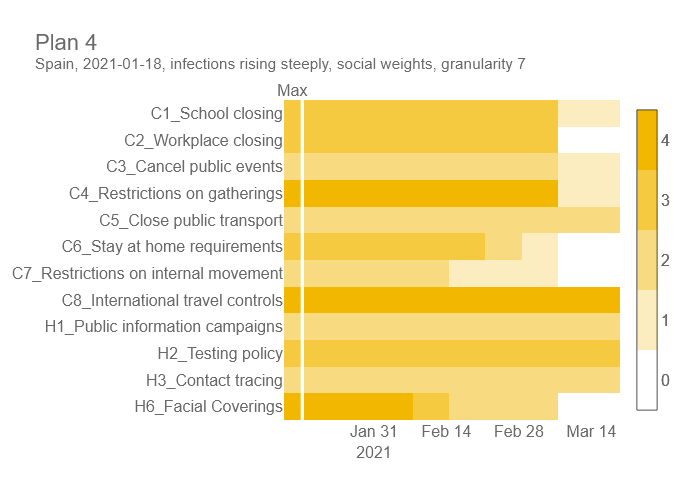 Plan 4
Spain, 2021-01-18, infections rising steeply, social weights, granularity 7
Max
C1_School closing
C2_Workplace closing
C3_Cancel public events
C4_Restrictions on gatherings
C5_Close public transport
C6_Stay at home requirements
C7_Restrictions on internal movement
C8_International travel controls
H1_Public information campaigns
H2_Testing policy
H3_Contact tracing
H6_Facial Coverings
Jan 31 Feb 14 Feb 28 Mar 14
2021
4
3
2
1
0